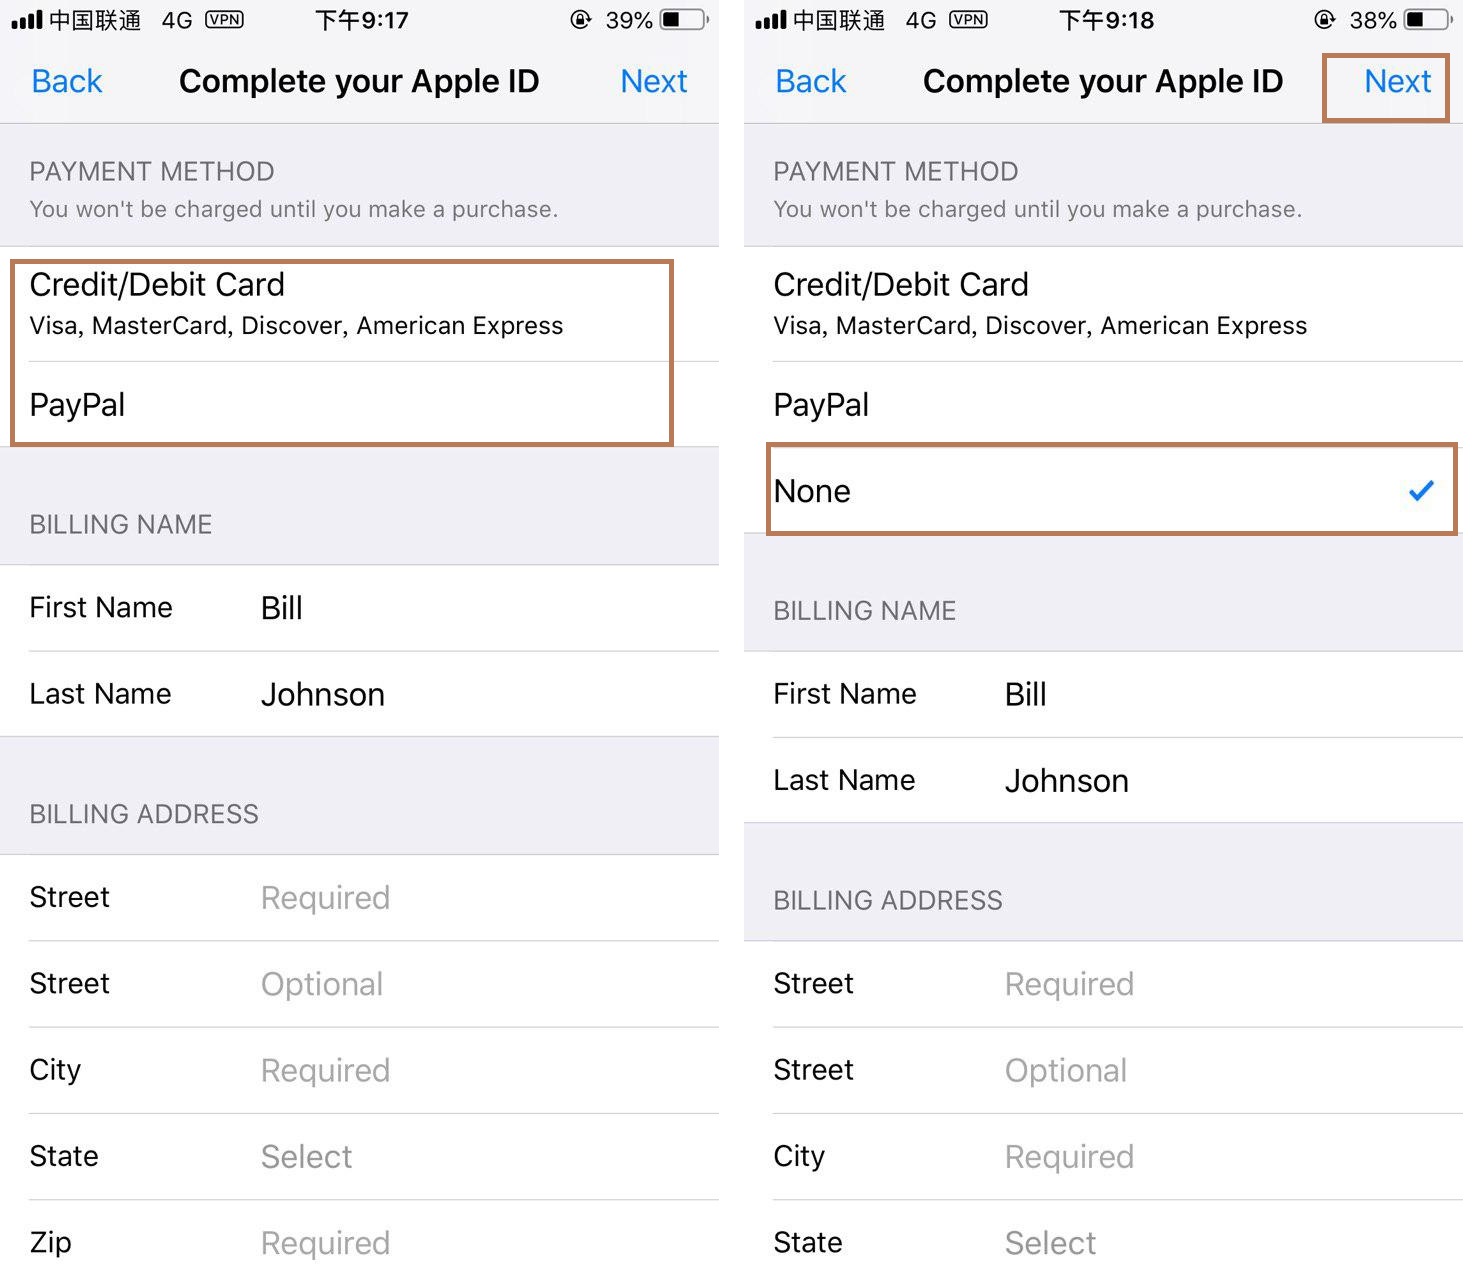 中国联通 4G VPN 下午9:17 39%
Back Complete your Apple ID Next
PAYMENT METHOD
You won't be charged until you make a purchase.
Credit/Debit Card
Visa, MasterCard, Discover, American Express
PayPal
BILLING NAME
First Name Bill
Last Name Johnson
BILLING ADDRESS
Street Required
Street Optional
City Required
State Select
Zip Required
中国联通 4G VPN 下午9:18 38%
Back Complete your Apple ID Next
PAYMENT METHOD
You won't be charged until you make a purchase.
Credit/Debit Card
Visa, MasterCard, Discover, American Express
PayPal
None
BILLING NAME
First Name Bill
Last Name Johnson
BILLING ADDRESS
Street Required
Street Optional
City Required
State Select